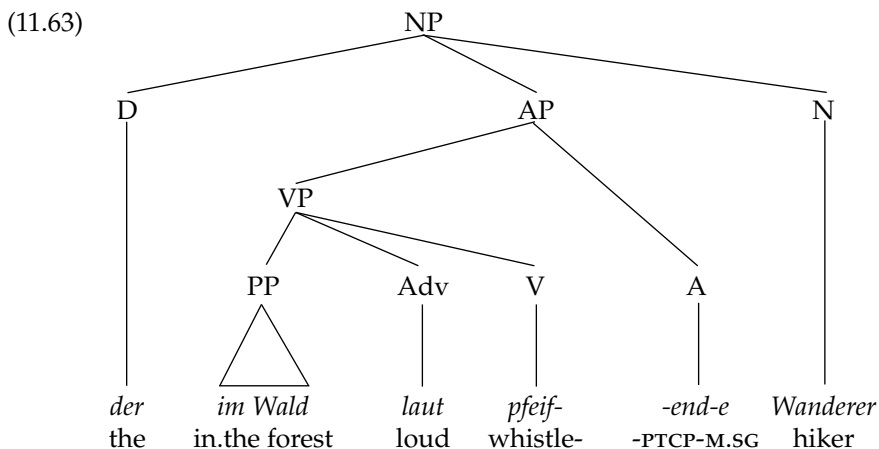 (11.63) NP
D AP N
VP
PP Adv V A
der im Wald laut pfeif- -end-e Wanderer
the in.the forest loud whistle- -PTCP-M.SG hiker